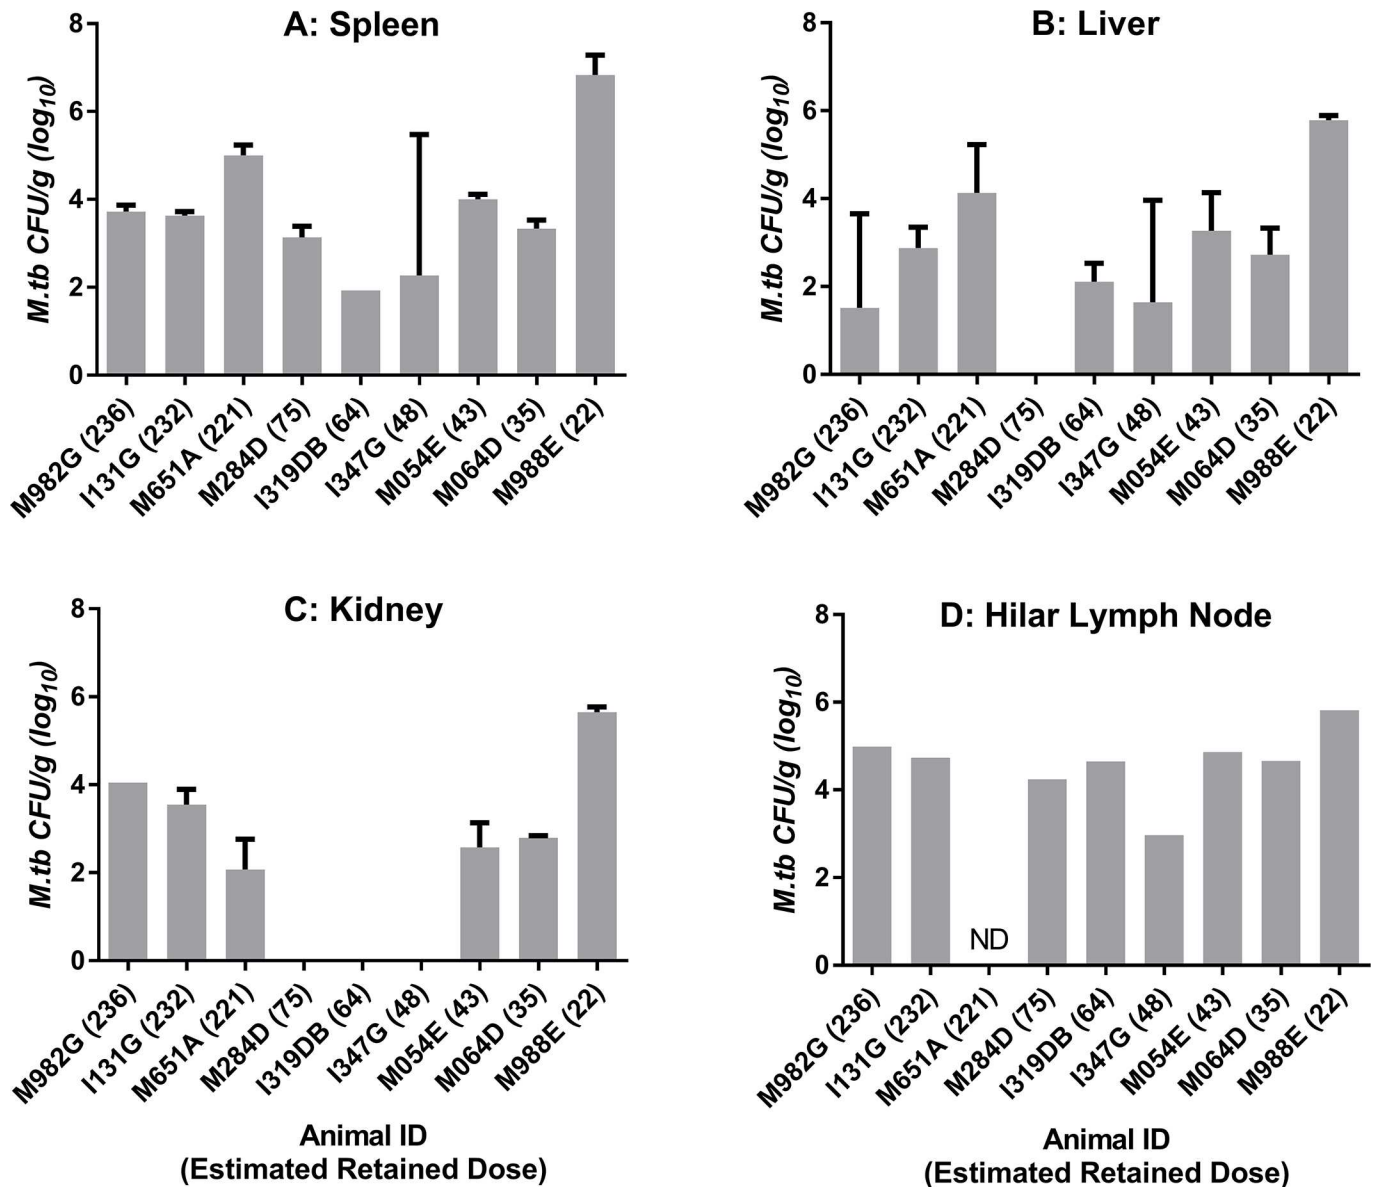 A: Spleen
M.tb CFU/g (log10)
8
6
4
2
0
M982G (236)
I131G (232)
M651A (221)
M284D (75)
I319DB (64)
I347G (48)
M054E (43)
M064D (35)
M988E (22)
B: Liver
M.tb CFU/g (log10)
8
6
4
2
0
M982G (236)
I131G (232)
M651A (221)
M284D (75)
I319DB (64)
I347G (48)
M054E (43)
M064D (35)
M988E (22)
C: Kidney
M.tb CFU/g (log10)
8
6
4
2
0
M982G (236)
I131G (232)
M651A (221)
M284D (75)
I319DB (64)
I347G (48)
M054E (43)
M064D (35)
M988E (22)
Animal ID
(Estimated Retained Dose)
D: Hilar Lymph Node
M.tb CFU/g (log10)
8
6
4
2
0
ND
M982G (236)
I131G (232)
M651A (221)
M284D (75)
I319DB (64)
I347G (48)
M054E (43)
M064D (35)
M988E (22)
Animal ID
(Estimated Retained Dose)